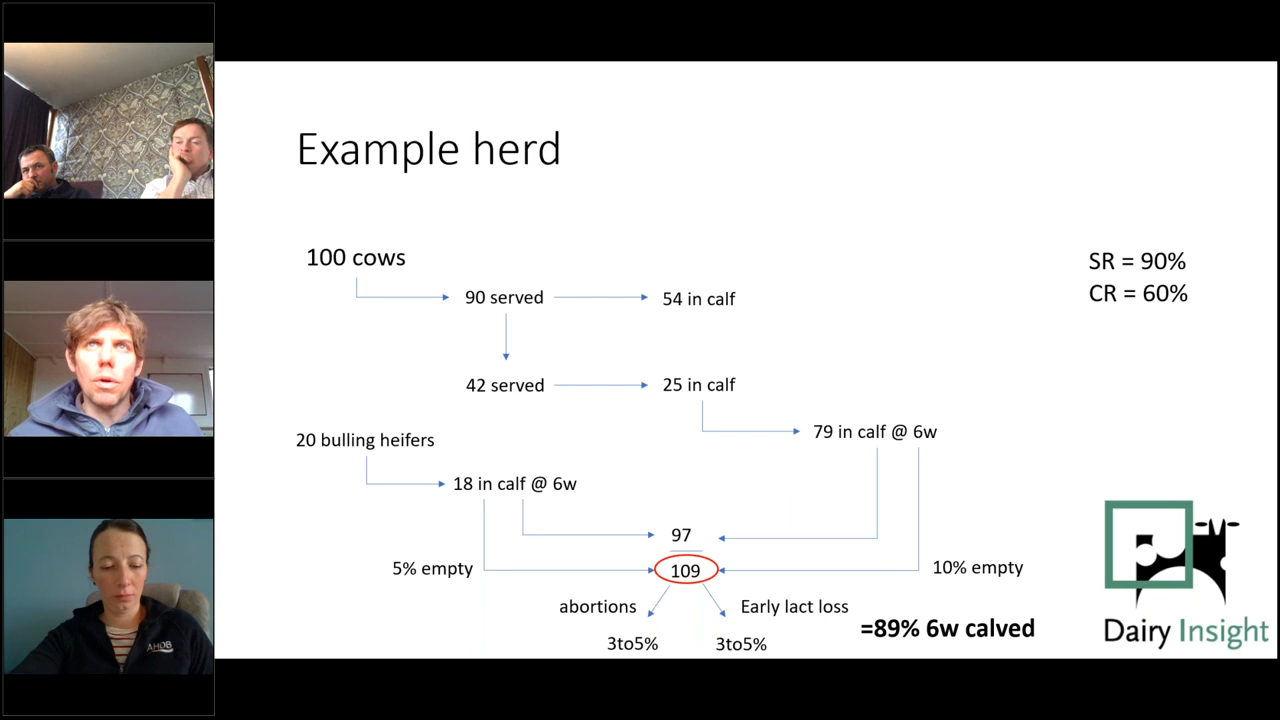 Example herd
100 cows
SR = 90%
CR = 60%
90 served
54 in calf
42 served
25 in calf
79 in calf @ 6w
20 bulling heifers
18 in calf @ 6w
97
5% empty
109
10% empty
abortions
Early lact loss
=89% 6w calved
3to5%
3to5%
Dairy Insight
AHDB